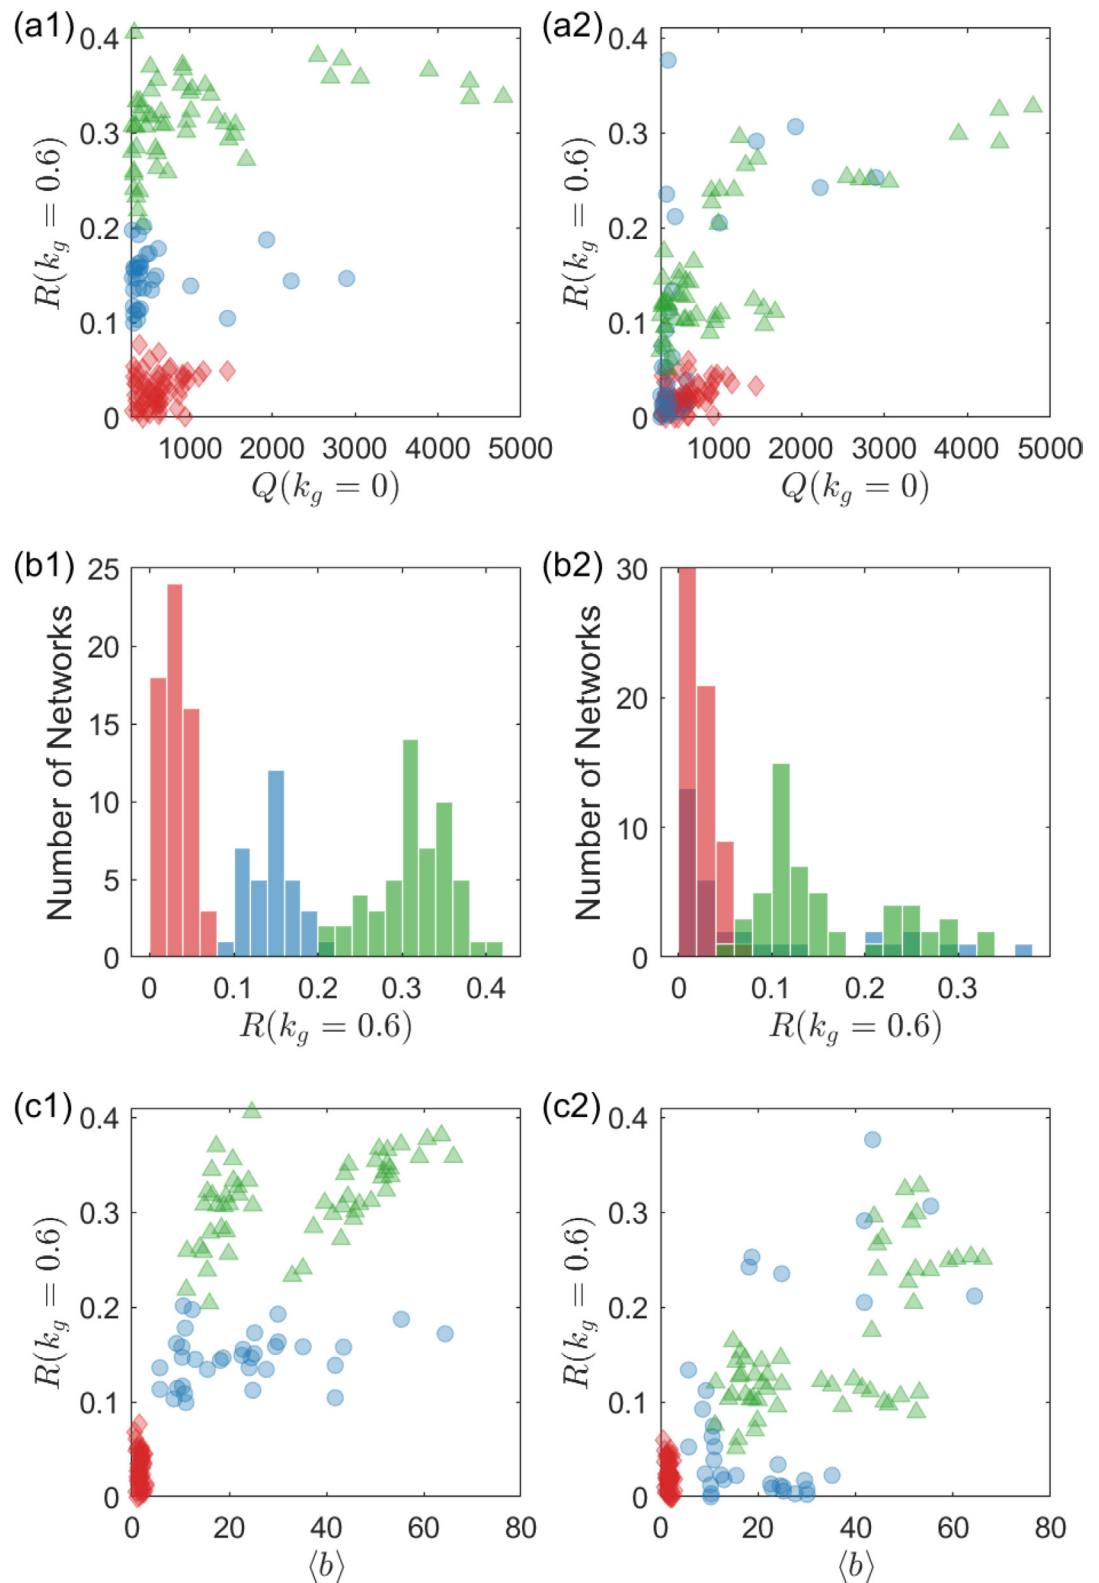 (a1)
0.4
0.3
0.2
0.1
0
R(k_g = 0.6)
1000 2000 3000 4000 5000
Q(k_g = 0)
(a2)
0.4
0.3
0.2
0.1
0
R(k_g = 0.6)
1000 2000 3000 4000 5000
Q(k_g = 0)
(b1)
25
20
15
10
5
0
Number of Networks
0 0.1 0.2 0.3 0.4
R(k_g = 0.6)
(b2)
30
20
10
0
Number of Networks
0 0.1 0.2 0.3
R(k_g = 0.6)
(c1)
0.4
0.3
0.2
0.1
0
R(k_g = 0.6)
0 20 40 60 80
⟨b⟩
(c2)
0.4
0.3
0.2
0.1
0
R(k_g = 0.6)
0 20 40 60 80
⟨b⟩